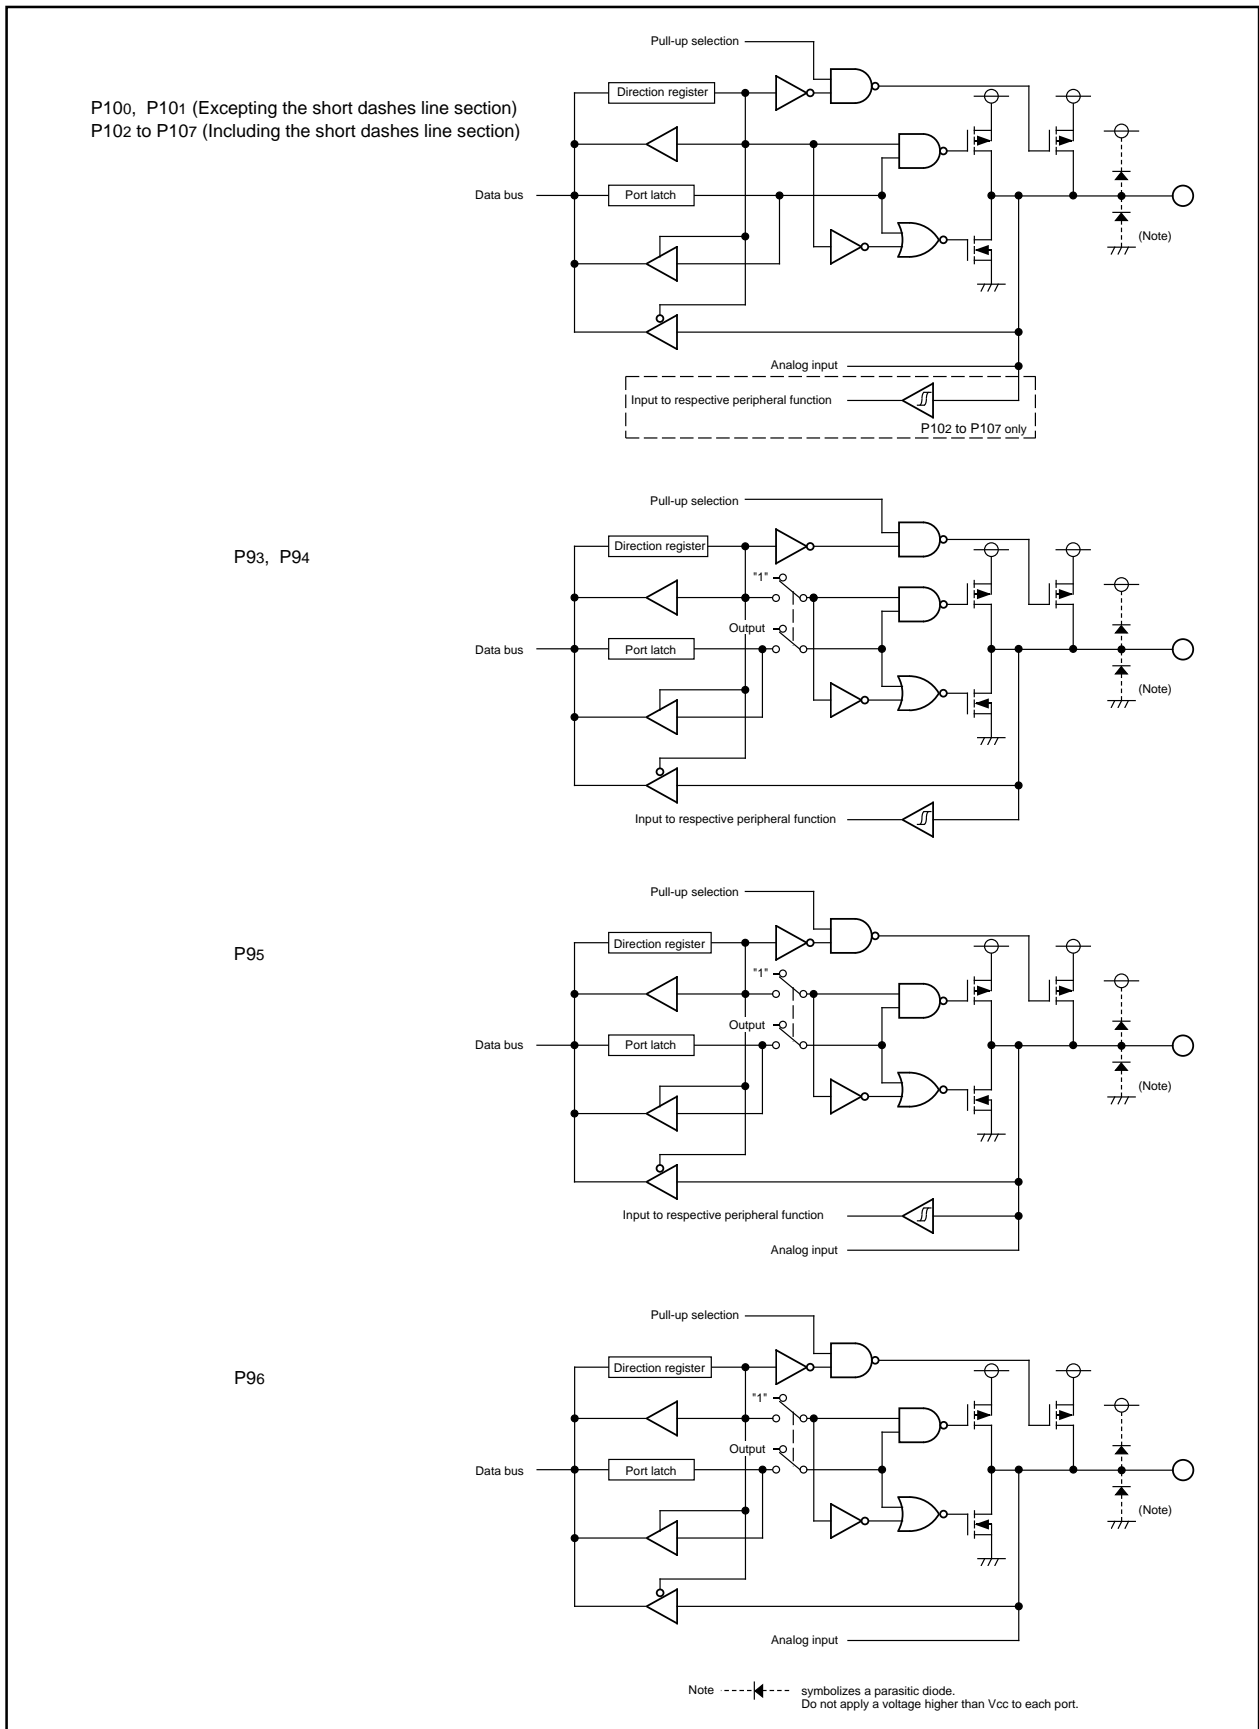 Pull-up selection
P100, P101 (Excepting the short dashes line section)
P102 to P107 (Including the short dashes line section)
Direction register
Data bus
Port latch
(Note)
Analog input
Input to respective peripheral function
P102 to P107 only
Pull-up selection
P93, P94
Direction register
"1"
Output
Data bus
Port latch
(Note)
Input to respective peripheral function
Pull-up selection
P95
Direction register
"1"
Output
Data bus
Port latch
(Note)
Input to respective peripheral function
Analog input
Pull-up selection
P96
Direction register
"1"
Output
Data bus
Port latch
(Note)
Analog input
Note symbolizes a parasitic diode.
Do not apply a voltage higher than Vcc to each port.